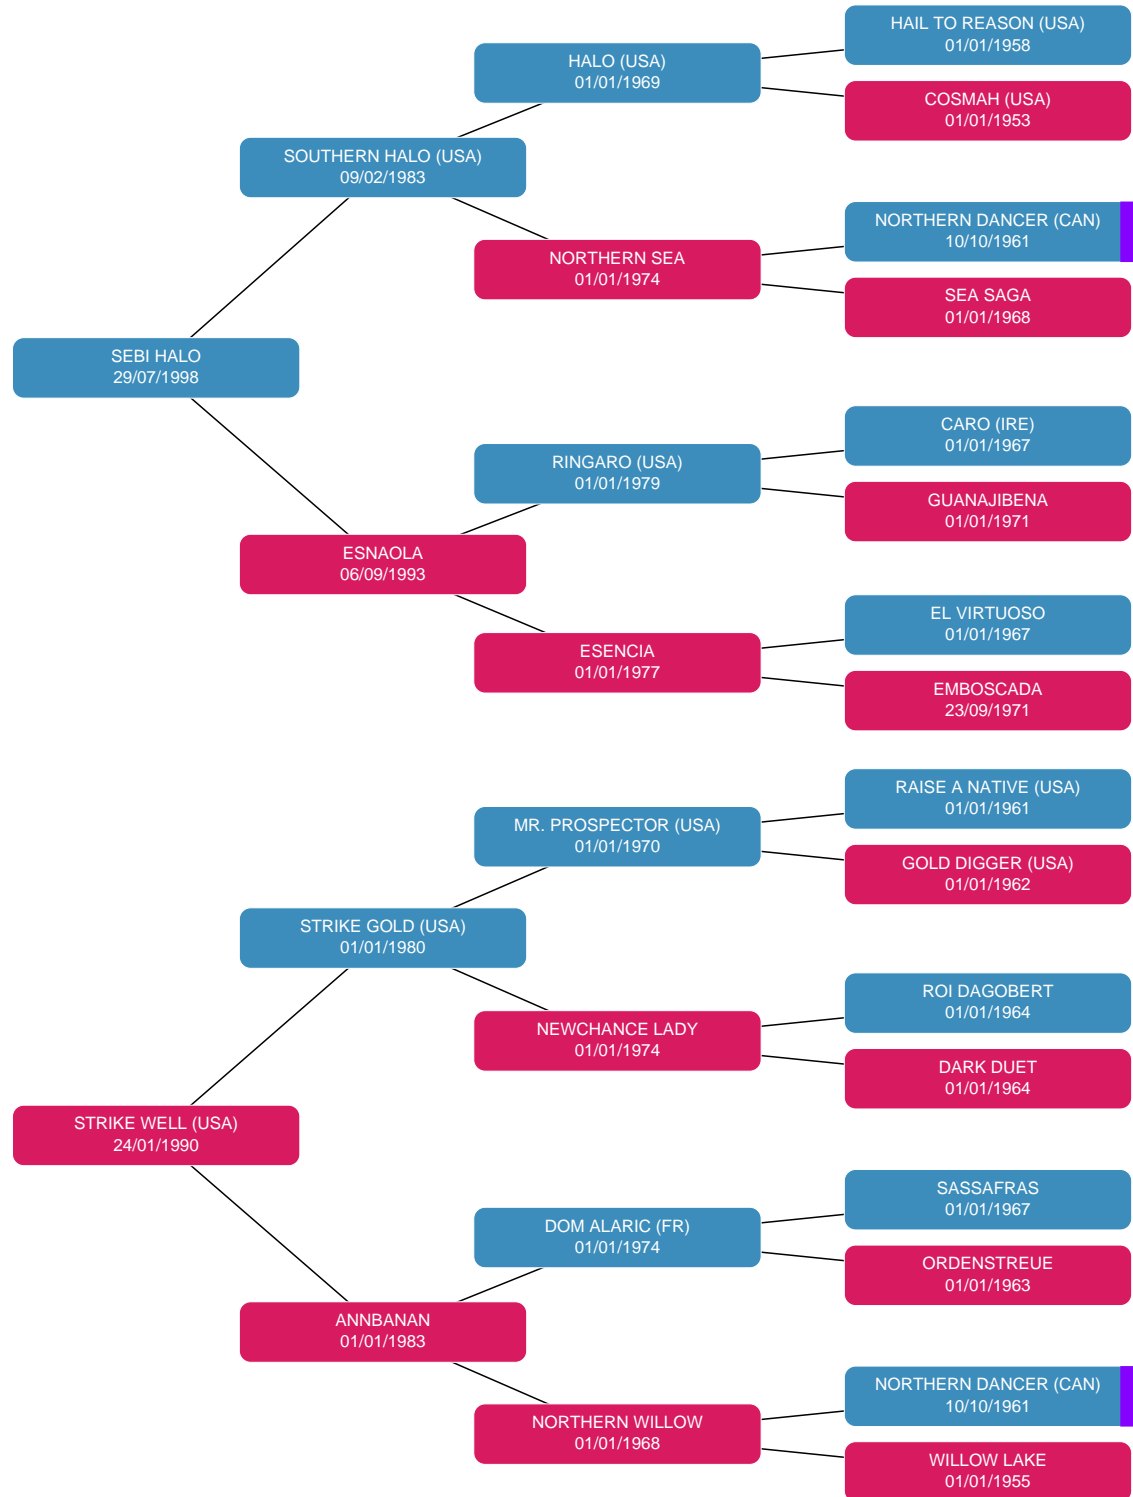 HAIL TO REASON (USA)
01/01/1958
HALO (USA)
01/01/1969
COSMAH (USA)
01/01/1953
SOUTHERN HALO (USA)
09/02/1983
NORTHERN DANCER (CAN)
10/10/1961
NORTHERN SEA
01/01/1974
SEA SAGA
01/01/1968
SEBI HALO
29/07/1998
CARO (IRE)
01/01/1967
RINGARO (USA)
01/01/1979
GUANAJIBENA
01/01/1971
ESNAOLA
06/09/1993
EL VIRTUOSO
01/01/1967
ESENCIA
01/01/1977
EMBOSCADA
23/09/1971
RAISE A NATIVE (USA)
01/01/1961
MR. PROSPECTOR (USA)
01/01/1970
GOLD DIGGER (USA)
01/01/1962
STRIKE GOLD (USA)
01/01/1980
ROI DAGOBERT
01/01/1964
NEWCHANCE LADY
01/01/1974
DARK DUET
01/01/1964
STRIKE WELL (USA)
24/01/1990
SASSAFRAS
01/01/1967
DOM ALARIC (FR)
01/01/1974
ORDENSTREUE
01/01/1963
ANNBANAN
01/01/1983
NORTHERN DANCER (CAN)
10/10/1961
NORTHERN WILLOW
01/01/1968
WILLOW LAKE
01/01/1955